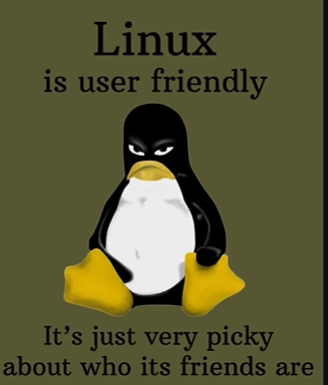 Linux
is user friendly
It's just very picky
about who its friends are